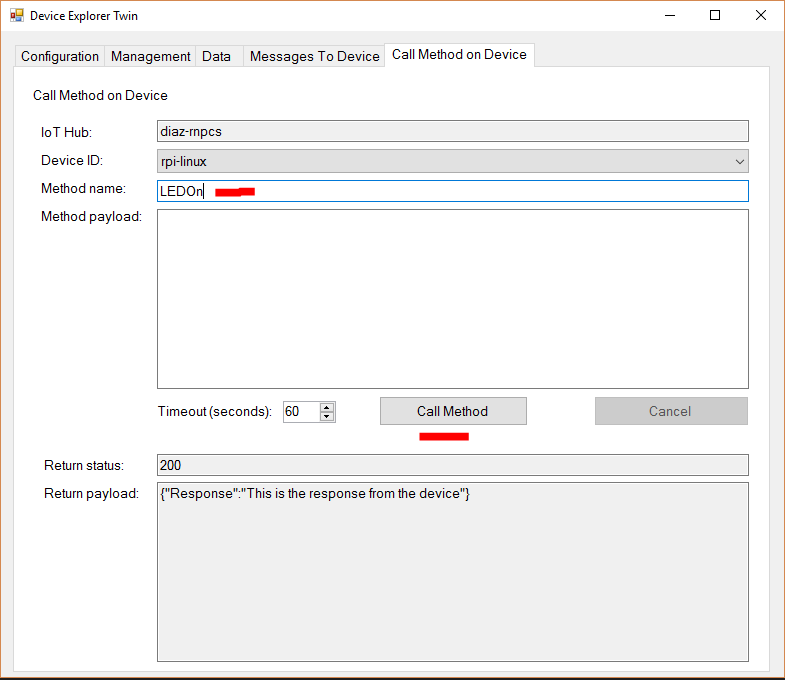 Device Explorer Twin
Configuration Management Data Messages To Device Call Method on Device
Call Method on Device
IoT Hub: diaz-rnpcs
Device ID: rpi-linux
Method name: LEDOn
Method payload:
Timeout (seconds): 60 Call Method Cancel
Return status: 200
Return payload: {"Response":"This is the response from the device"}